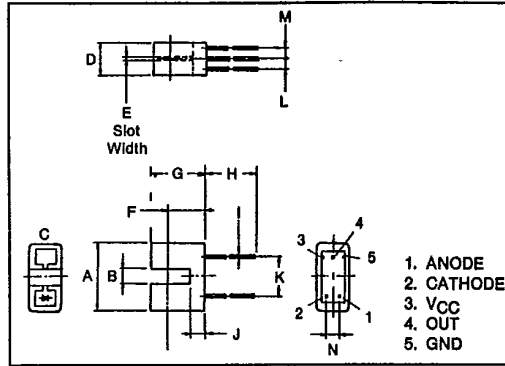 M
D
E
Slot
Width
L
G H
F
4
C
3
5
A B K
1. ANODE
2. CATHODE
3. VCC
4. OUT
5. GND
2 1
J
N